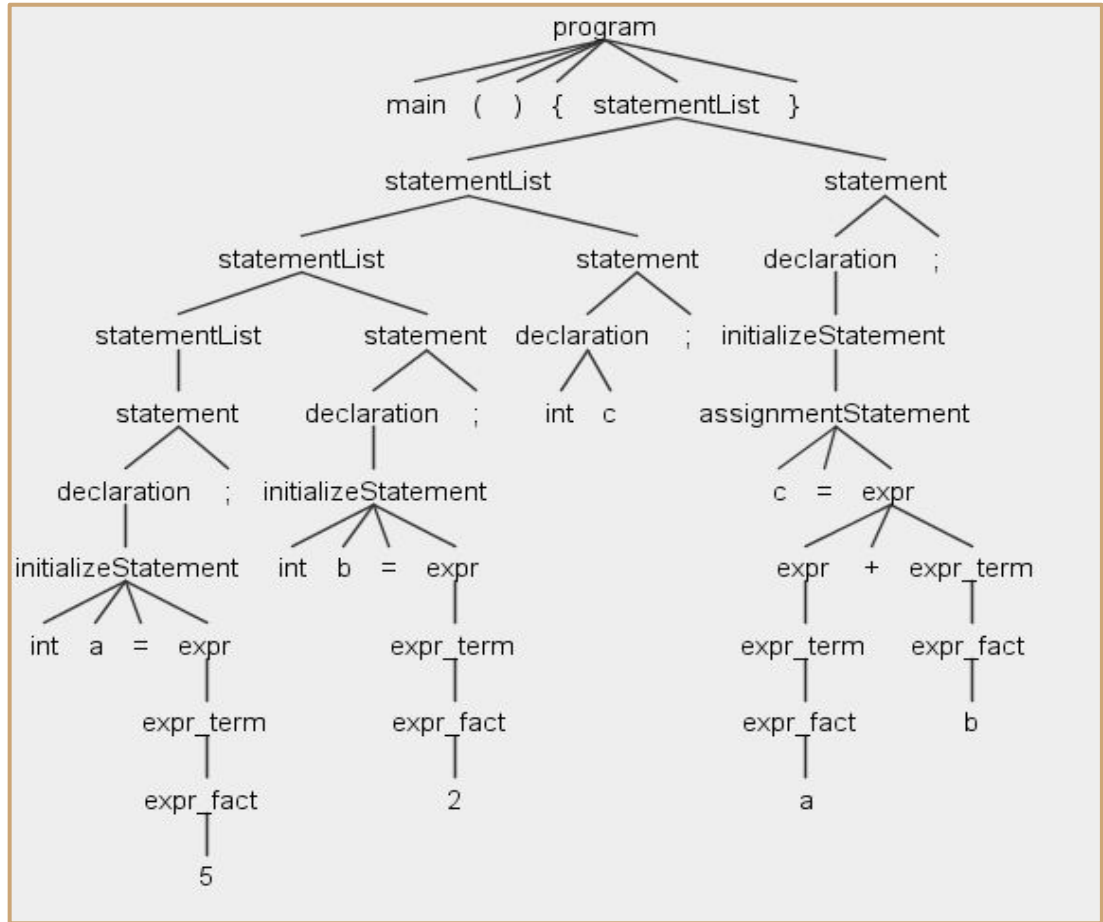 program
main ( ) { statementList }
statementList statement
statementList statement declaration ;
statementList statement declaration ; initializeStatement
statement declaration ; int c assignmentStatement
declaration ; initializeStatement c = expr
initializeStatement int b = expr expr + expr_term
int a = expr expr_term expr_term expr_fact
expr_term expr_fact expr_fact b
expr_fact 2 a
5